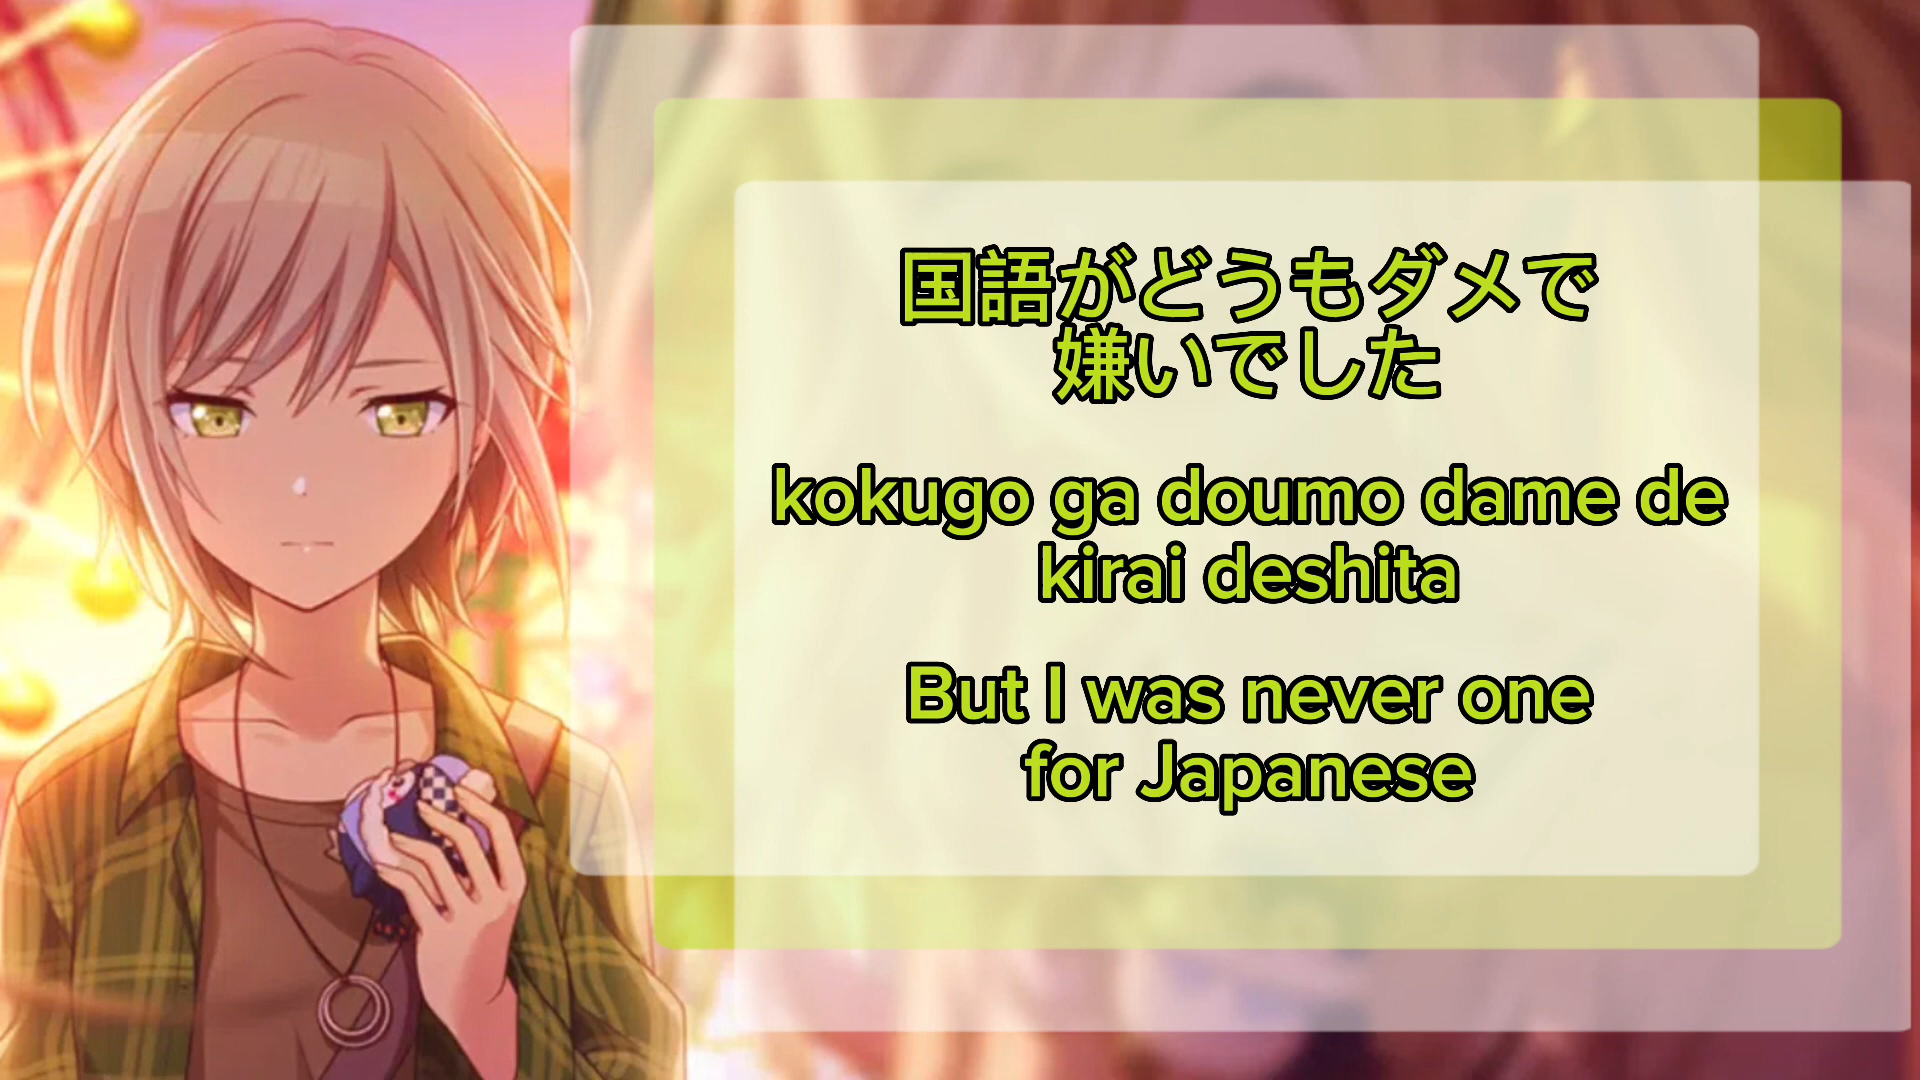 国語がどうもダメで
嫌いでした
kokugo ga doumo dame de
kirai deshita
But I was never one
for Japanese